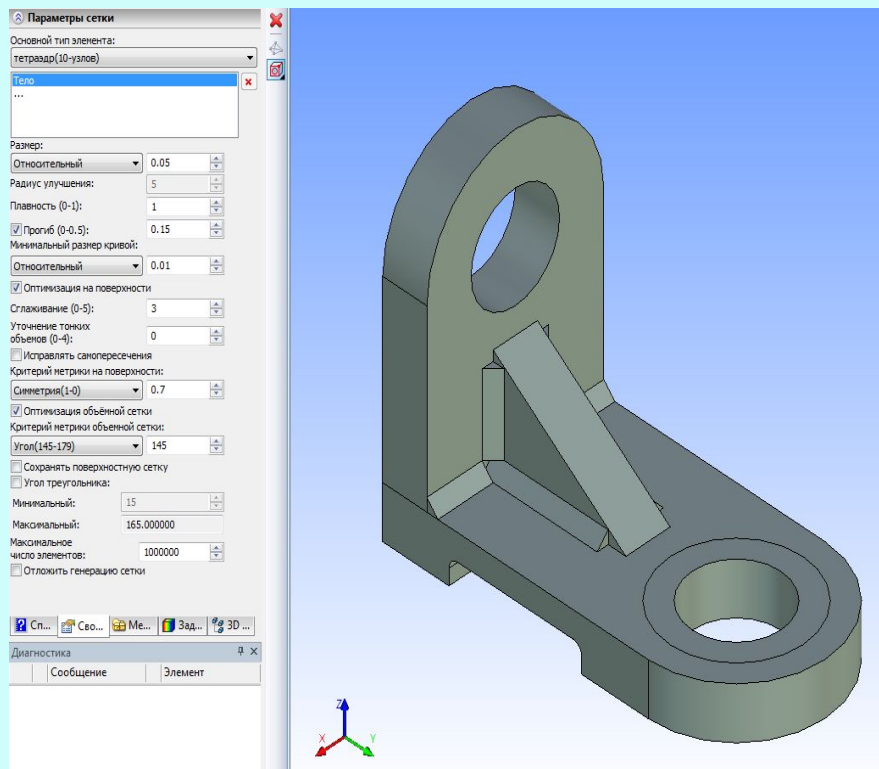 Параметры сетки
Основной тип элемента:
тетраэдр(10-узлов)
Тело
...
Размер:
Относительный 0.05
Радиус улучшения: 5
Плавность (0-1): 1
Прогиб (0-0.5): 0.15
Минимальный размер кривой:
Относительный 0.01
Оптимизация на поверхности
Сглаживание (0-5): 3
Уточнение тонких
объемов (0-4): 0
Исправлять самопересечения
Критерий метрики на поверхности:
Симметрия(1-0) 0.7
Оптимизация объёмной сетки
Критерий метрики объемной сетки:
Угол(145-179) 145
Сохранять поверхностную сетку
Угол треугольника:
Минимальный: 15
Максимальный: 165.000000
Максимальное
число элементов: 1000000
Отложить генерацию сетки
Сп... Сво... Ме... Зад... 3D ...
Диагностика
Сообщение Элемент
Z
X Y